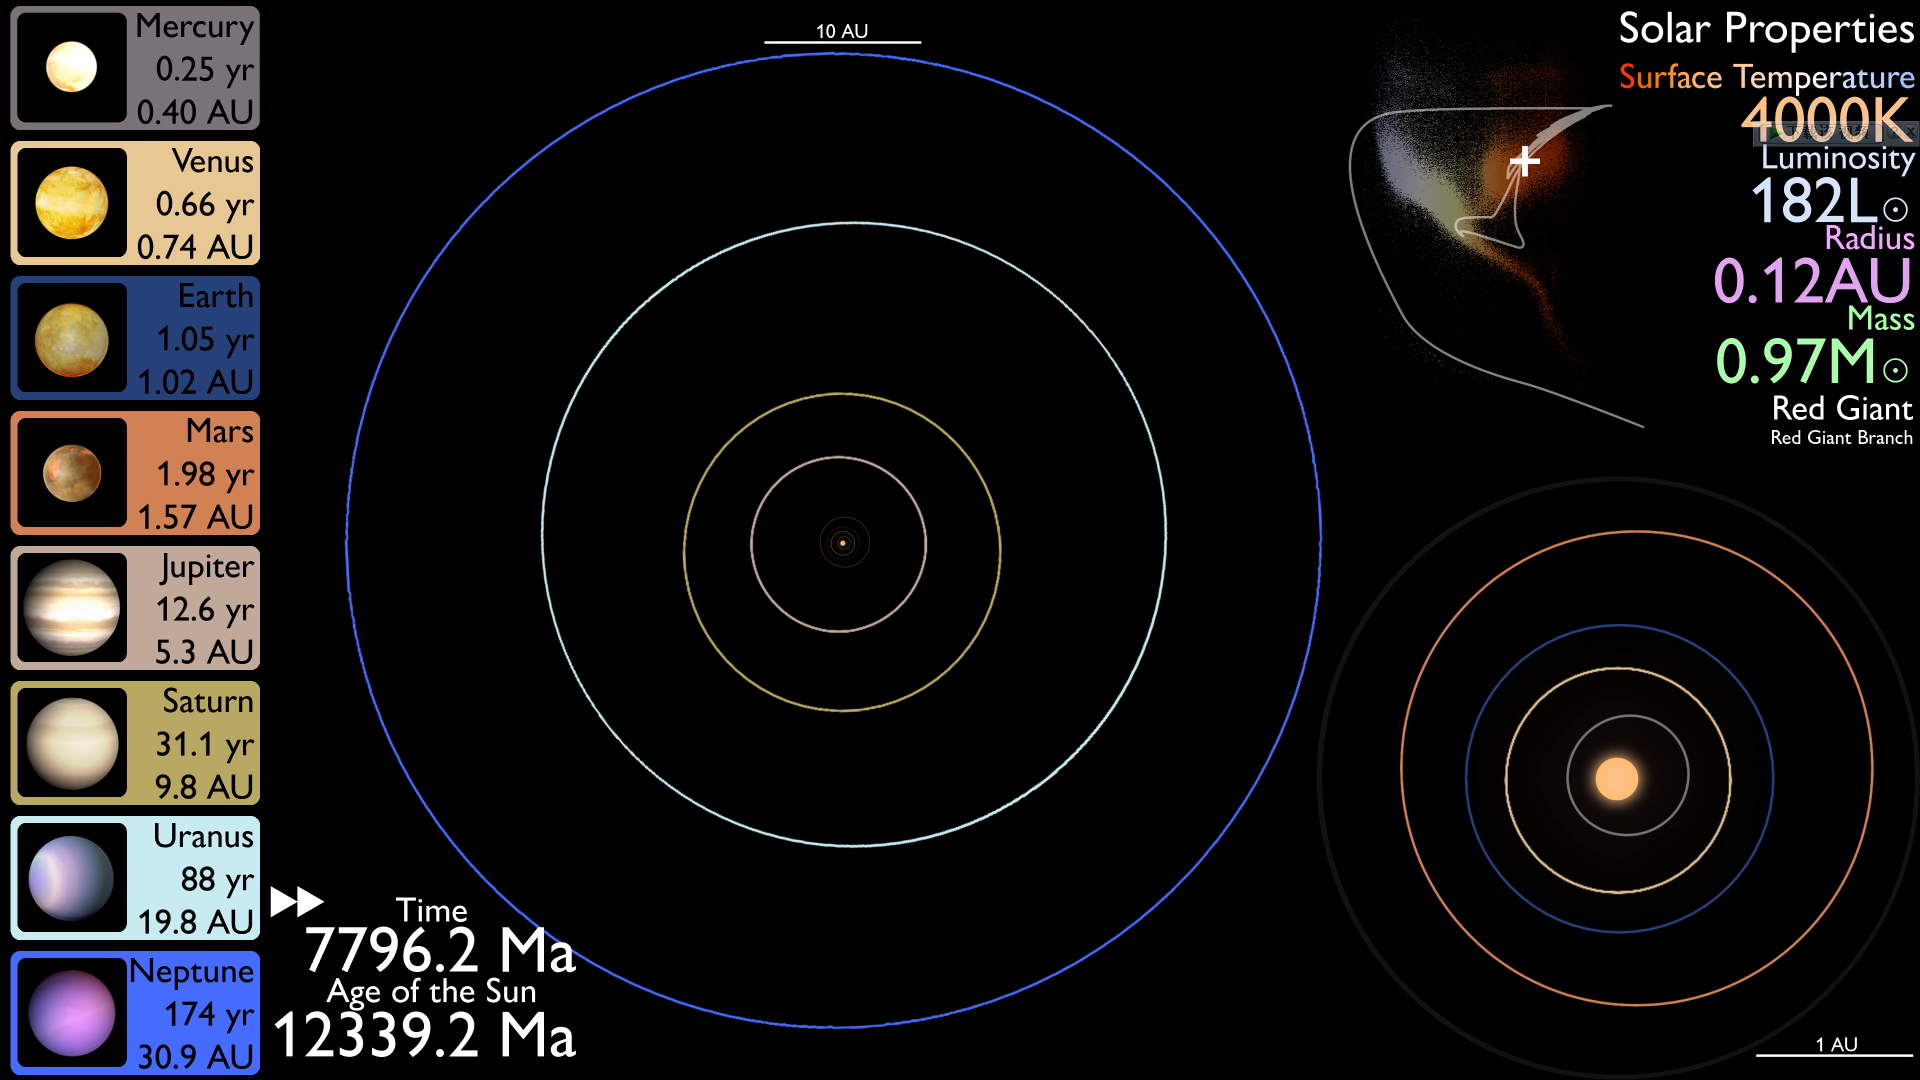 Mercury
0.25 yr
0.40 AU
Venus
0.66 yr
0.74 AU
Earth
1.05 yr
1.02 AU
Mars
1.98 yr
1.57 AU
Jupiter
12.6 yr
5.3 AU
Saturn
31.1 yr
9.8 AU
Uranus
88 yr
19.8 AU
Neptune
174 yr
30.9 AU
10 AU
Time
7796.2 Ma
Age of the Sun
12339.2 Ma
Solar Properties
Surface Temperature
4000K
Luminosity
182L☉
Radius
0.12AU
Mass
0.97M☉
Red Giant
Red Giant Branch
1 AU